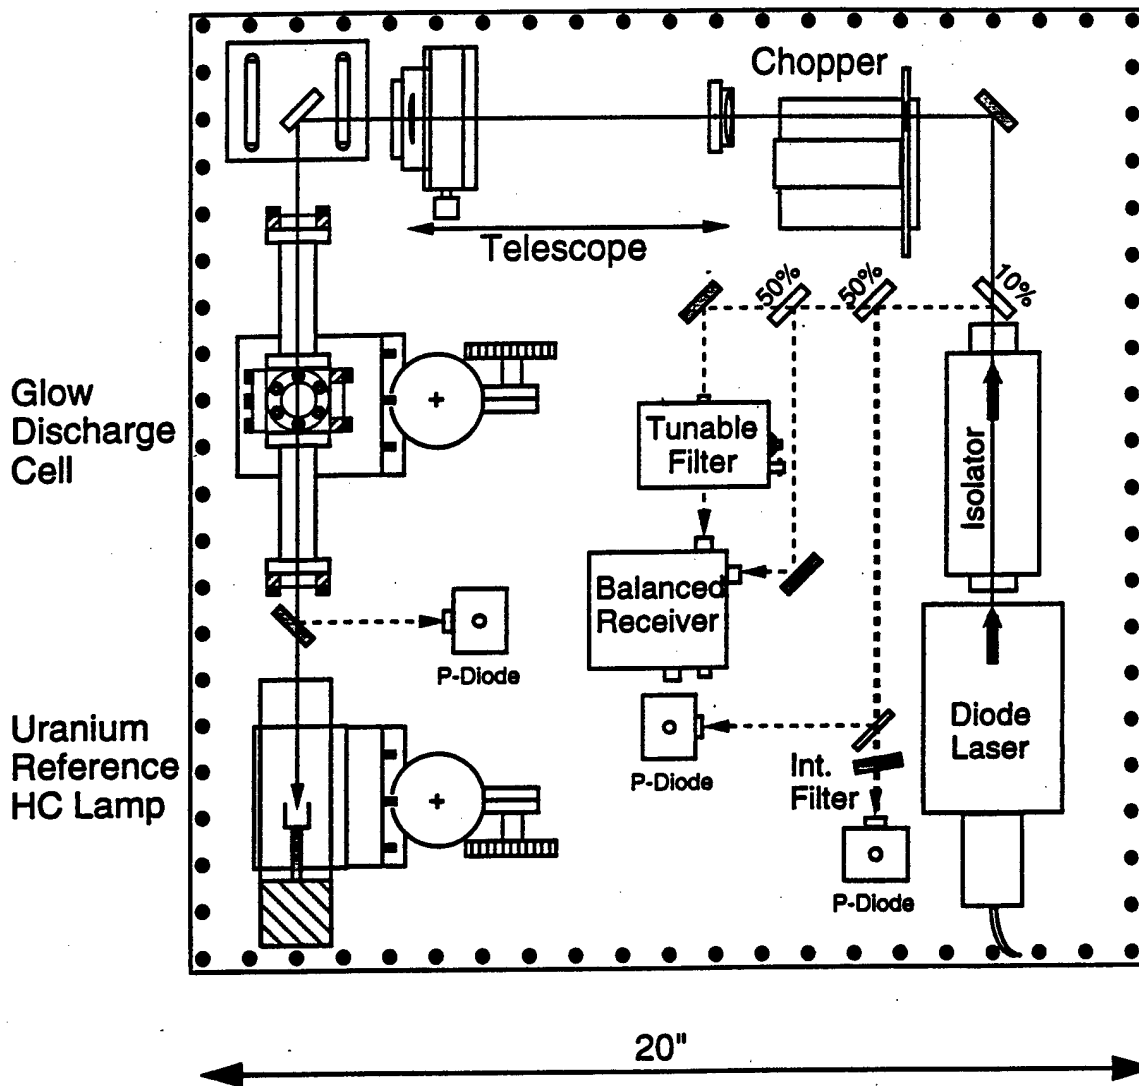 Chopper
Telescope
50%
50%
10%
Glow
Discharge
Cell
Tunable
Filter
Isolator
Balanced
Receiver
P-Diode
Uranium
Reference
HC Lamp
P-Diode
Int.
Filter
Diode
Laser
P-Diode
20"